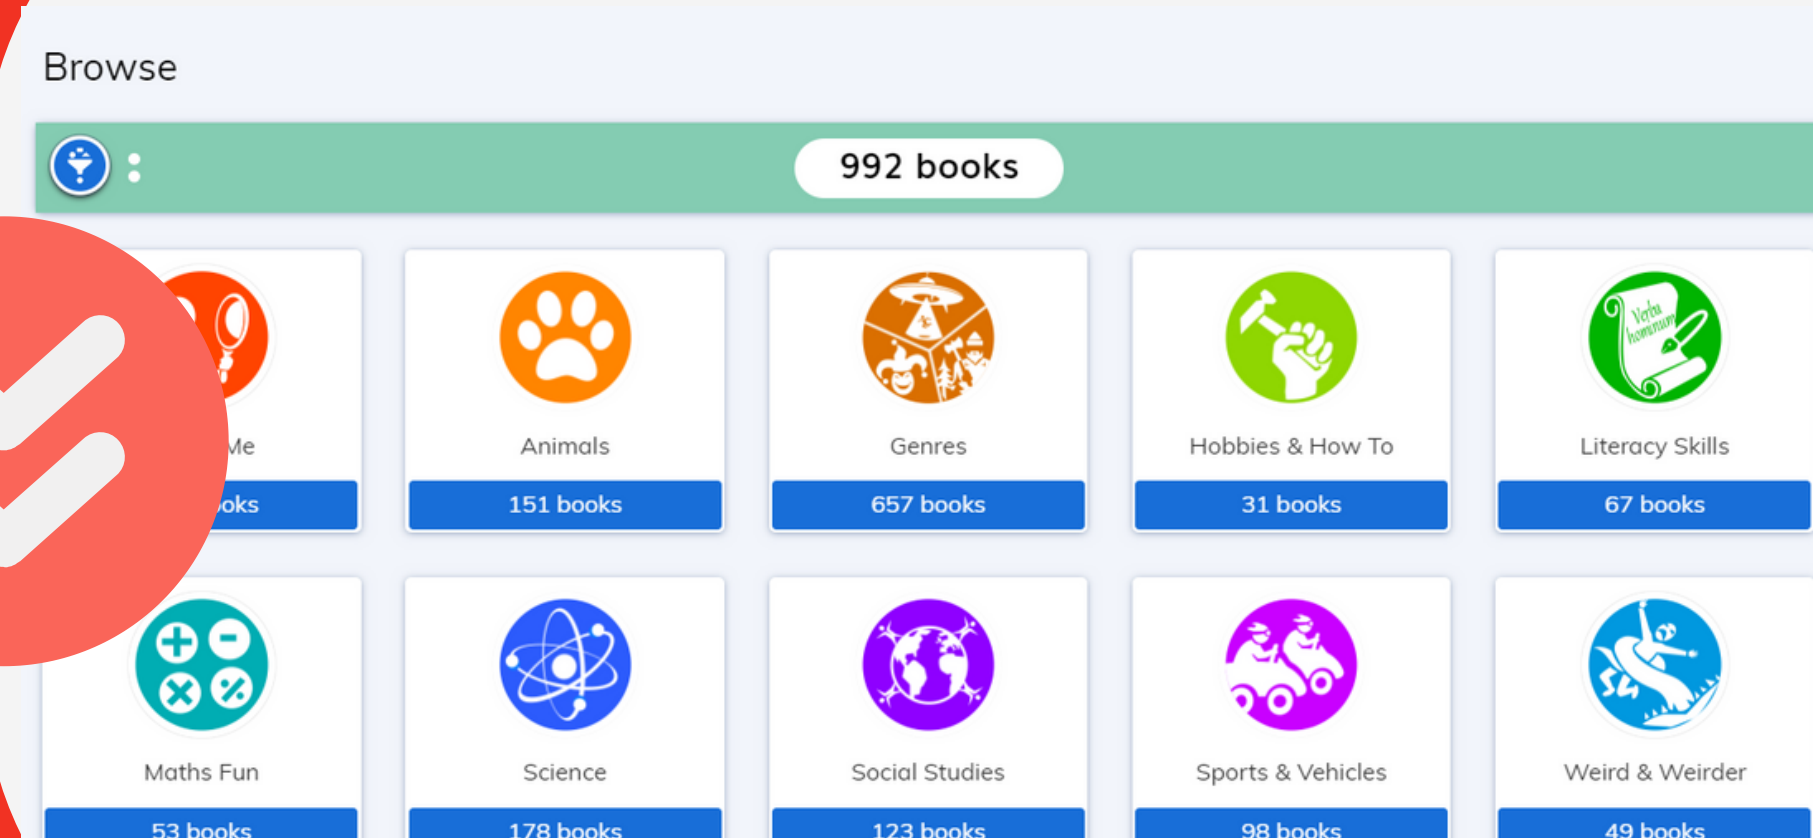 Browse
992 books
Me
Animals
Genres
Hobbies & How To
Verba
hominum
Literacy Skills
151 books
657 books
31 books
67 books
Maths Fun
Science
Social Studies
Sports & Vehicles
Weird & Weirder
53 books
178 books
123 books
98 books
49 books